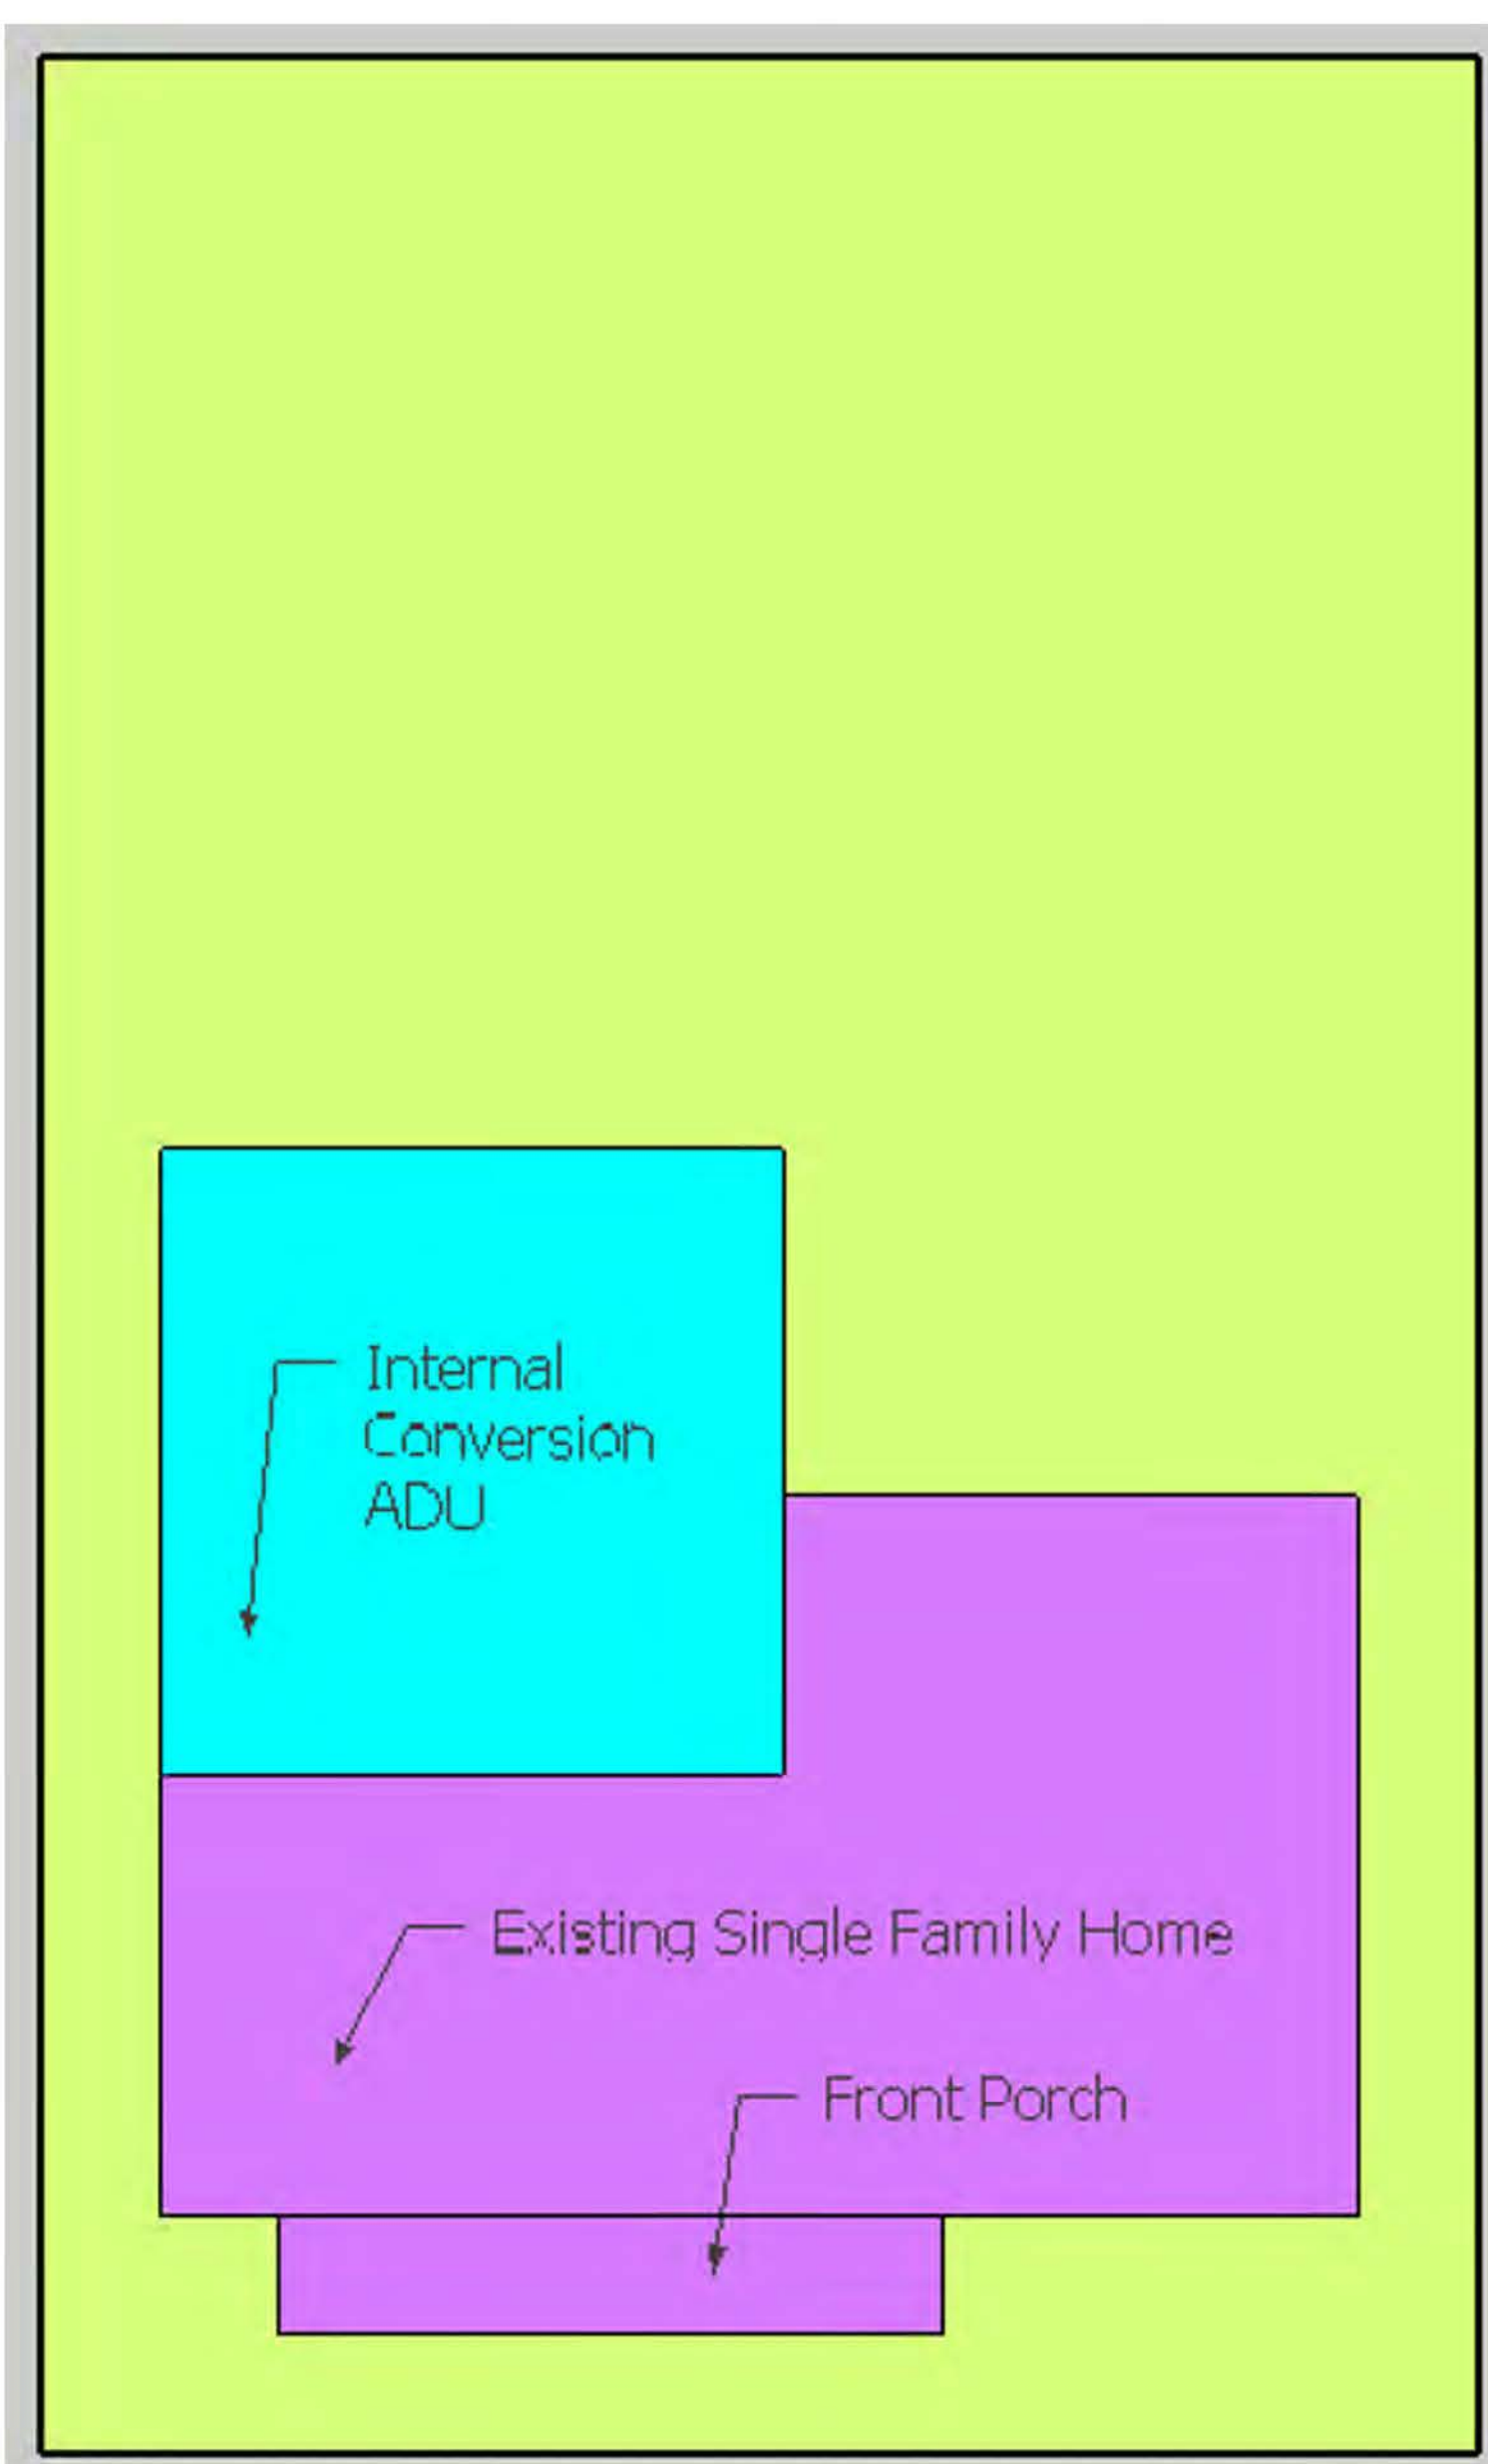 Internal
Conversion
ADU
Existing Single Family Home
Front Porch